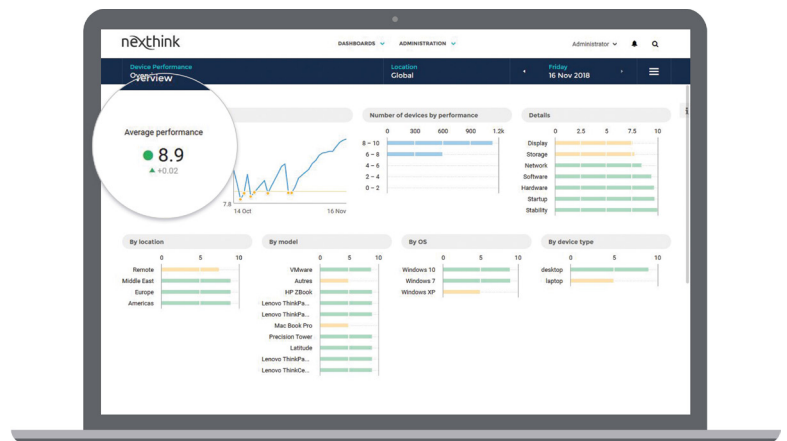 nexthink
DASHBOARDS
ADMINISTRATION
Administrator
Device Performance
Overview
Location
Global
Friday
16 Nov 2018
Average performance
8.9
+0.02
7.8
14 Oct
16 Nov
Number of devices by performance
0 300 600 900 1.2k
8 – 10
6 – 8
4 – 6
2 – 4
0 – 2
Details
0 2.5 5 7.5 10
Display
Storage
Network
Software
Hardware
Startup
Stability
By location
0 5 10
Remote
Middle East
Europe
Americas
By model
0 5 10
VMware
Autres
HP ZBook
Lenovo ThinkPa...
Lenovo ThinkPa...
Mac Book Pro
Precision Tower
Latitude
Lenovo ThinkPa...
Lenovo ThinkCe...
By OS
0 5 10
Windows 10
Windows 7
Windows XP
By device type
0 5 10
desktop
laptop